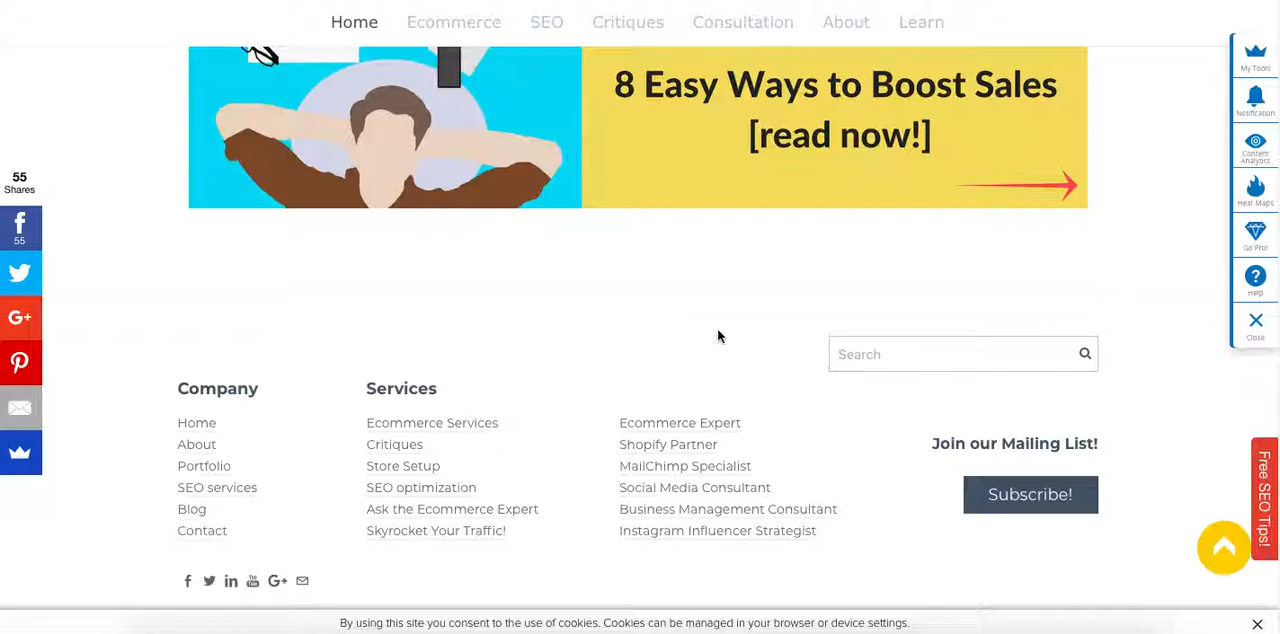 Home Ecommerce SEO Critiques Consultation About Learn
8 Easy Ways to Boost Sales
[read now!]
55
Shares
55
G+
My Tools
Notification
Content
Analytics
Heat Maps
Go Pro!
Help
Close
Search
Company
Home
About
Portfolio
SEO services
Blog
Contact
Services
Ecommerce Services
Critiques
Store Setup
SEO optimization
Ask the Ecommerce Expert
Skyrocket Your Traffic!
Ecommerce Expert
Shopify Partner
MailChimp Specialist
Social Media Consultant
Business Management Consultant
Instagram Influencer Strategist
Join our Mailing List!
Subscribe!
Free SEO Tips!
f in You Tube G+
By using this site you consent to the use of cookies. Cookies can be managed in your browser or device settings.